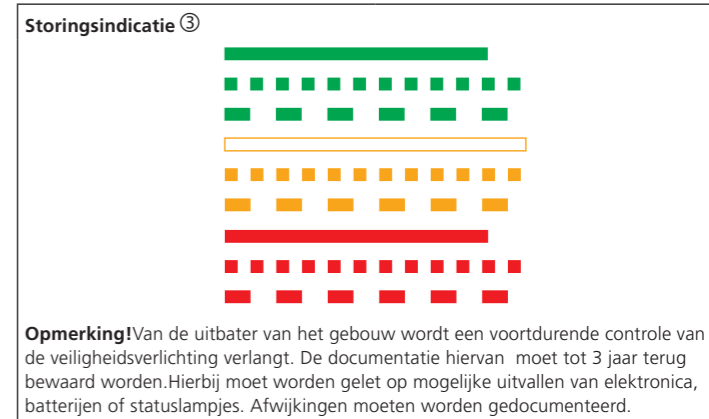 Storingsindicatie ③
Opmerking!Van de uitbater van het gebouw wordt een voortdurende controle van
de veiligheidsverlichting verlangt. De documentatie hiervan  moet tot 3 jaar terug
bewaard worden.Hierbij moet worden gelet op mogelijke uitvallen van elektronica,
batterijen of statuslampjes. Afwijkingen moeten worden gedocumenteerd.